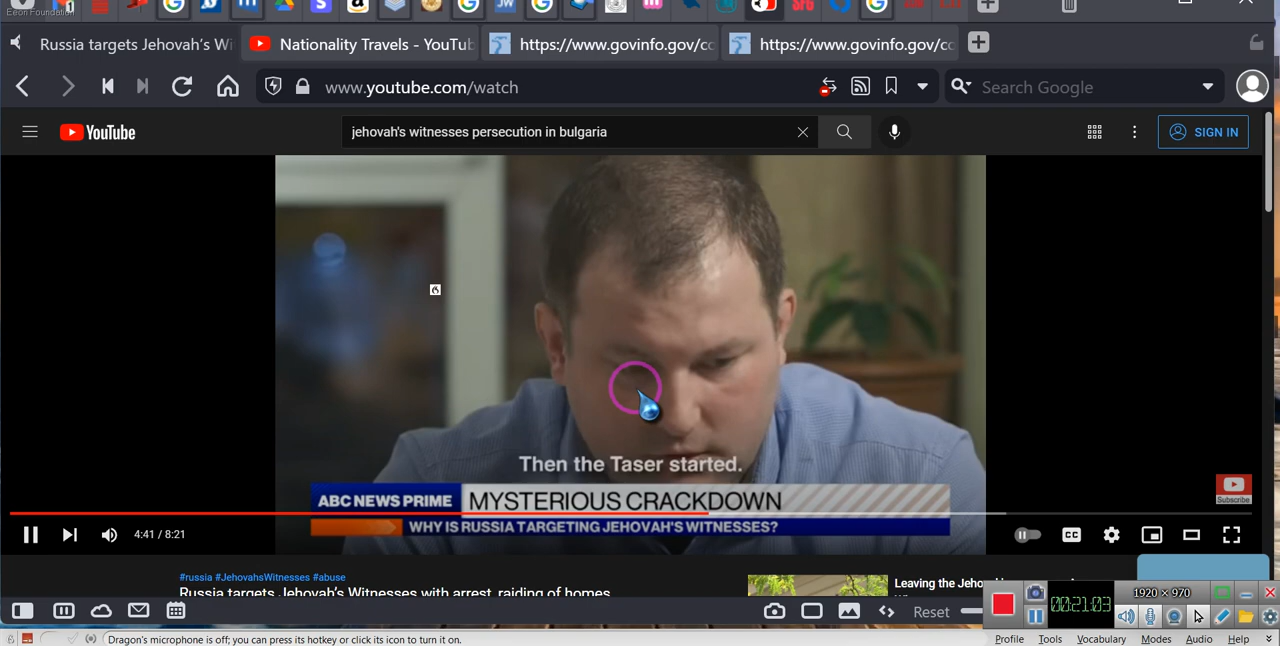 Eeon Foundation
Russia targets Jehovah's Wi
Nationality Travels - YouTub
https://www.govinfo.gov/cc
https://www.govinfo.gov/cc
www.youtube.com/watch
Search Google
YouTube
jehovah's witnesses persecution in bulgaria
SIGN IN
Then the Taser started.
ABC NEWS PRIME
MYSTERIOUS CRACKDOWN
WHY IS RUSSIA TARGETING JEHOVAH'S WITNESSES?
Subscribe
4:41 / 8:21
CC
#russia #JehovahsWitnesses #abuse
Russia targets Jehovah's Witnesses with arrest, raiding of homes
Leaving the Jeho
Reset
1920 × 970
00:21:03
Dragon's microphone is off; you can press its hotkey or click its icon to turn it on.
Profile Tools Vocabulary Modes Audio Help